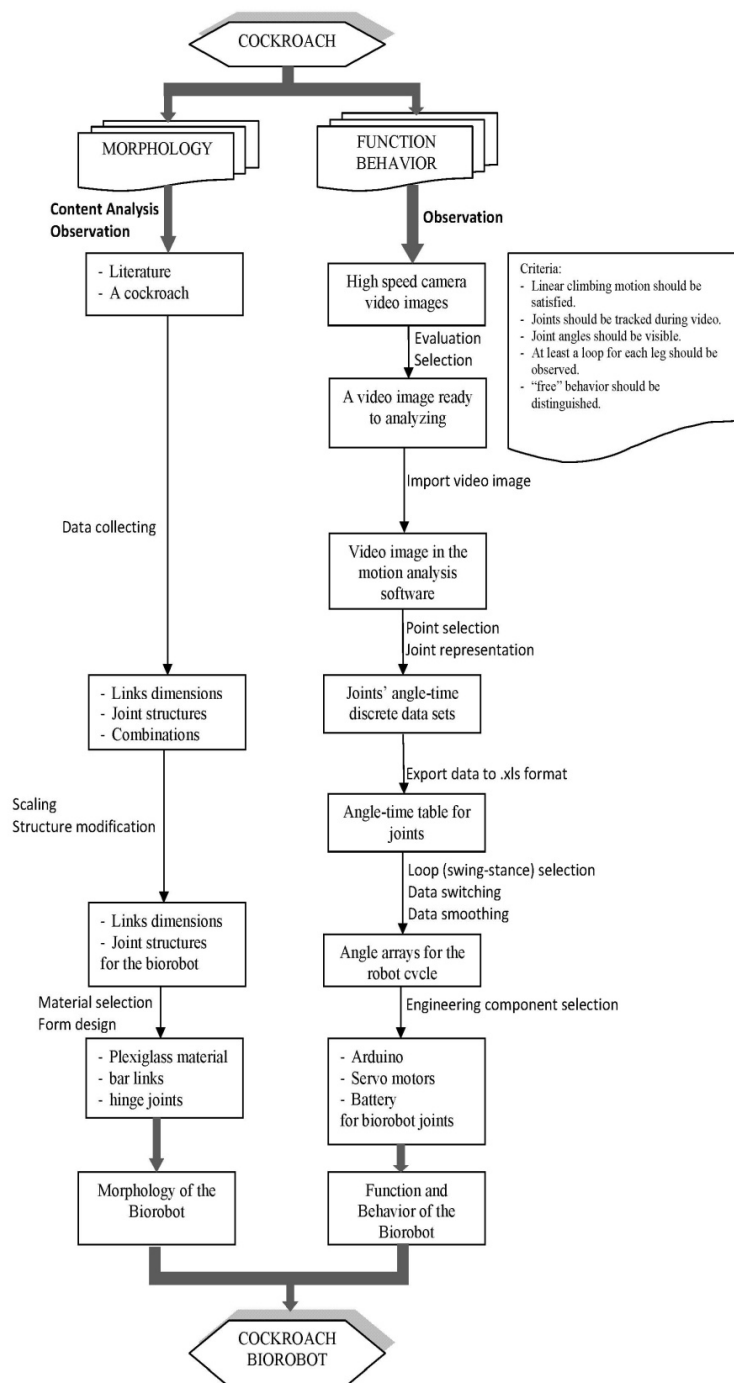 COCKROACH
MORPHOLOGY
FUNCTION
BEHAVIOR
Content Analysis
Observation
Observation
- Literature
- A cockroach
High speed camera
video images
Criteria:
- Linear climbing motion should be
satisfied.
- Joints should be tracked during video.
- Joint angles should be visible.
- At least a loop for each leg should be
observed.
- "free" behavior should be
distinguished.
Evaluation
Selection
A video image ready
to analyzing
Import video image
Data collecting
Video image in the
motion analysis
software
Point selection
Joint representation
- Links dimensions
- Joint structures
- Combinations
Joints' angle-time
discrete data sets
Export data to .xls format
Scaling
Structure modification
Angle-time table for
joints
Loop (swing-stance) selection
Data switching
Data smoothing
- Links dimensions
- Joint structures
for the biorobot
Angle arrays for the
robot cycle
Material selection
Form design
Engineering component selection
- Plexiglass material
- bar links
- hinge joints
- Arduino
- Servo motors
- Battery
for biorobot joints
Morphology of the
Biorobot
Function and
Behavior of the
Biorobot
COCKROACH
BIOROBOT